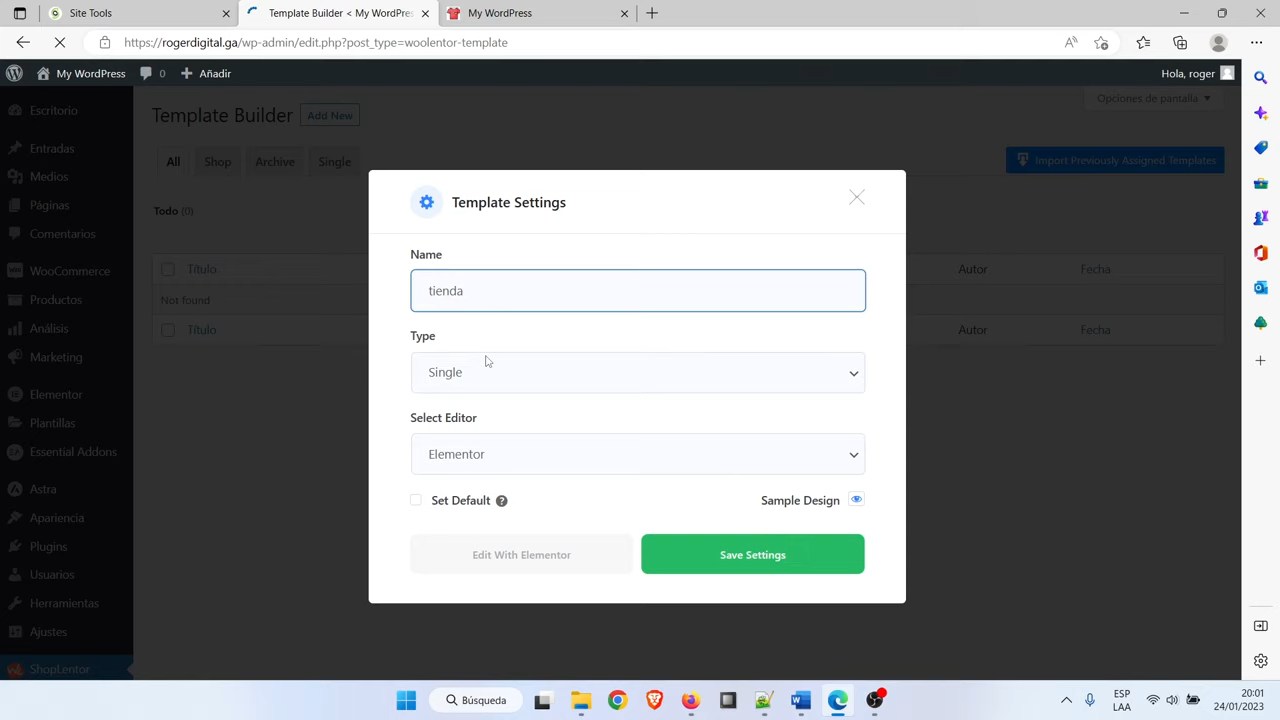 Site Tools
Template Builder < My WordPres
My WordPress
https://rogerdigital.ga/wp-admin/edit.php?post_type=woolentor-template
My WordPress
0
Añadir
Hola, roger
Escritorio
Entradas
Medios
Páginas
Comentarios
WooCommerce
Productos
Análisis
Marketing
Elementor
Plantillas
Essential Addons
Astra
Apariencia
Plugins
Usuarios
Herramientas
Ajustes
ShopLentor
Template Builder
Add New
Opciones de pantalla
All
Shop
Archive
Single
Import Previously Assigned Templates
Todo (0)
Título
Autor
Fecha
Not found
Título
Autor
Fecha
Template Settings
Name
tienda
Type
Single
Select Editor
Elementor
Set Default ?
Sample Design
Edit With Elementor
Save Settings
Búsqueda
ESP
LAA
20:01
24/01/2023